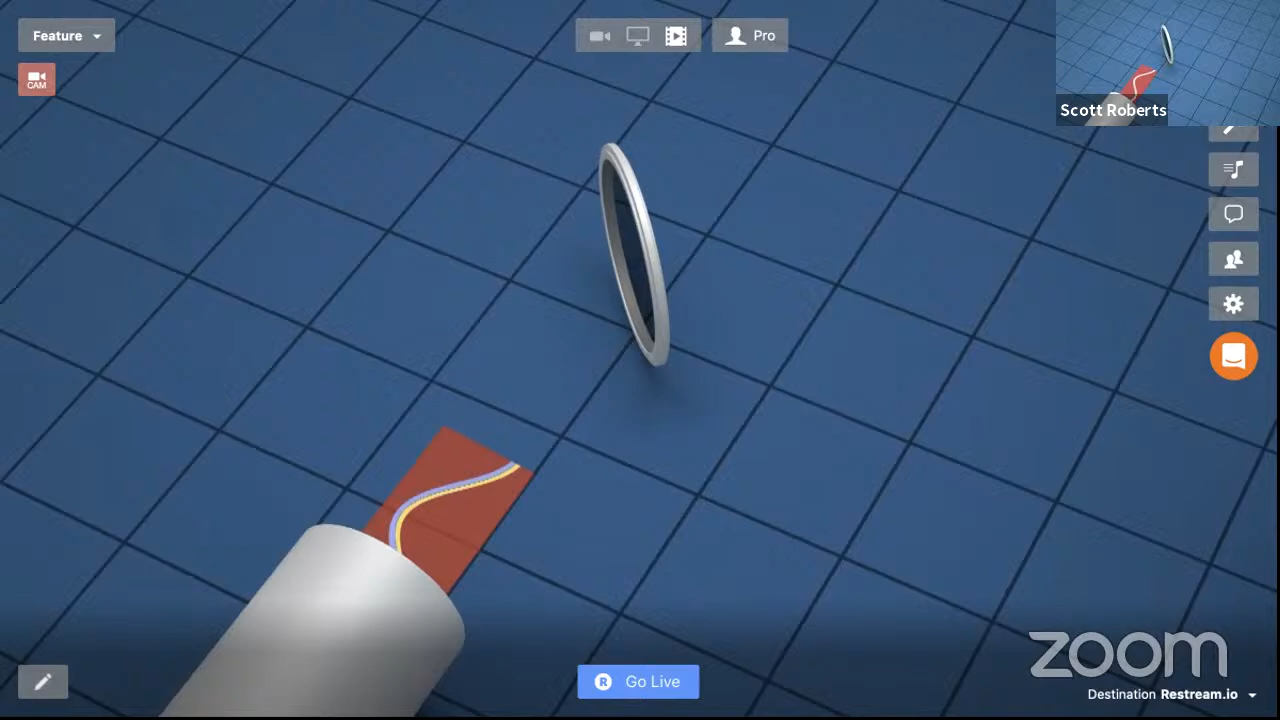 Feature
Pro
CAM
Scott Roberts
R Go Live
zoom
Destination Restream.io